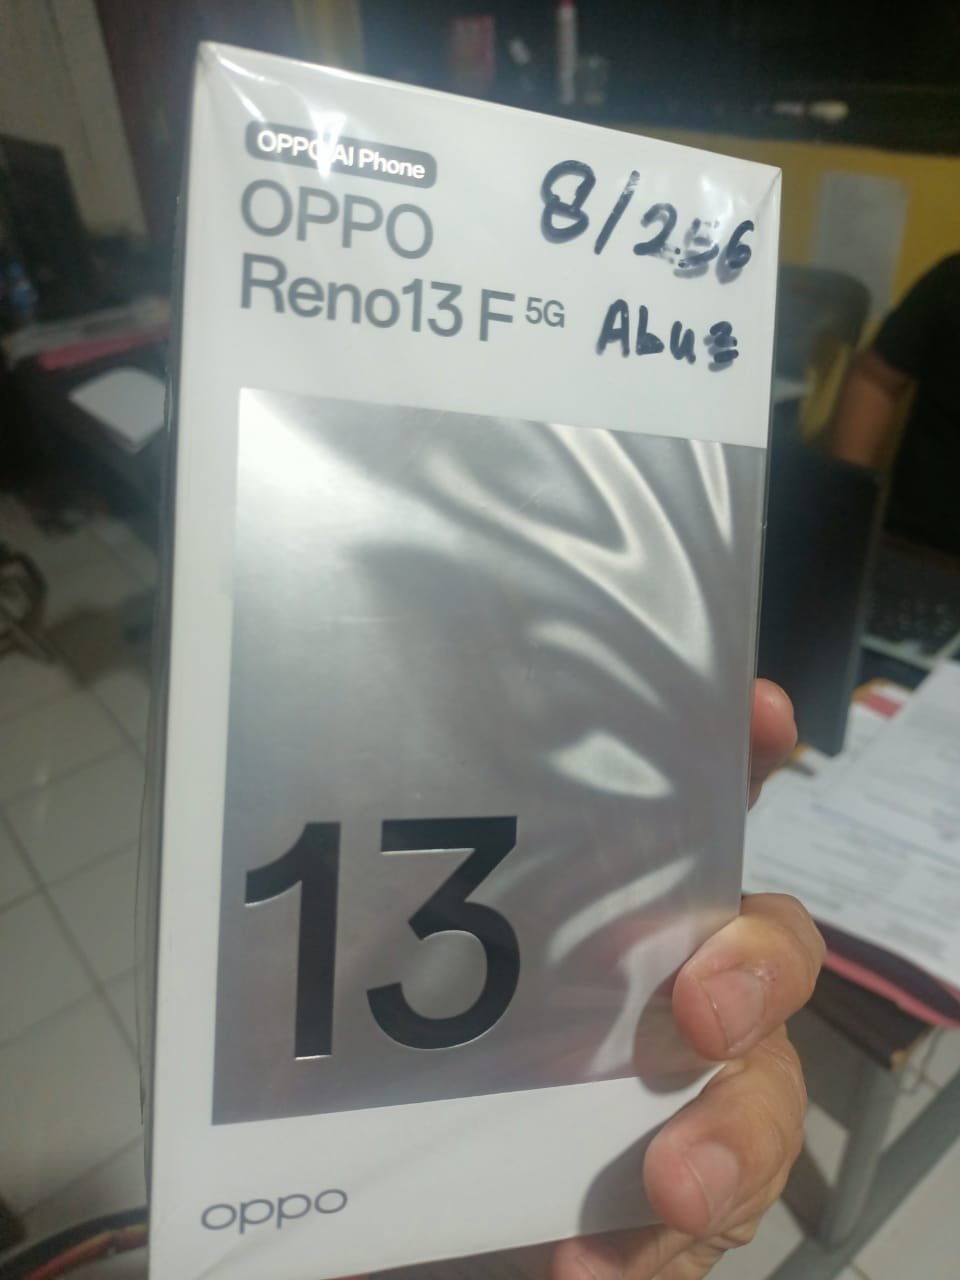 OPPO AI Phone
OPPO
Reno13 F 5G
8/256
Abu2
13
oppo